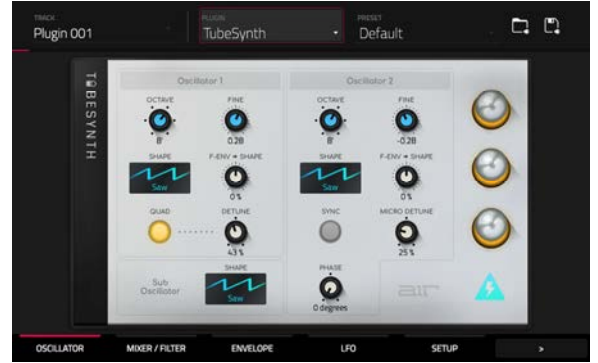 TRACK PLUGIN PRESET
Plugin 001 TubeSynth Default
TUBESYNTH
Oscillator 1 Oscillator 2
OCTAVE FINE OCTAVE FINE
8' 0.28 8' -0.28
SHAPE F-ENV → SHAPE SHAPE F-ENV → SHAPE
Saw 0 % Saw 0 %
QUAD DETUNE SYNC MICRO DETUNE
43 % 25 %
Sub
Oscillator
SHAPE
Saw
PHASE
0 degrees
air
OSCILLATOR MIXER / FILTER ENVELOPE LFO SETUP >